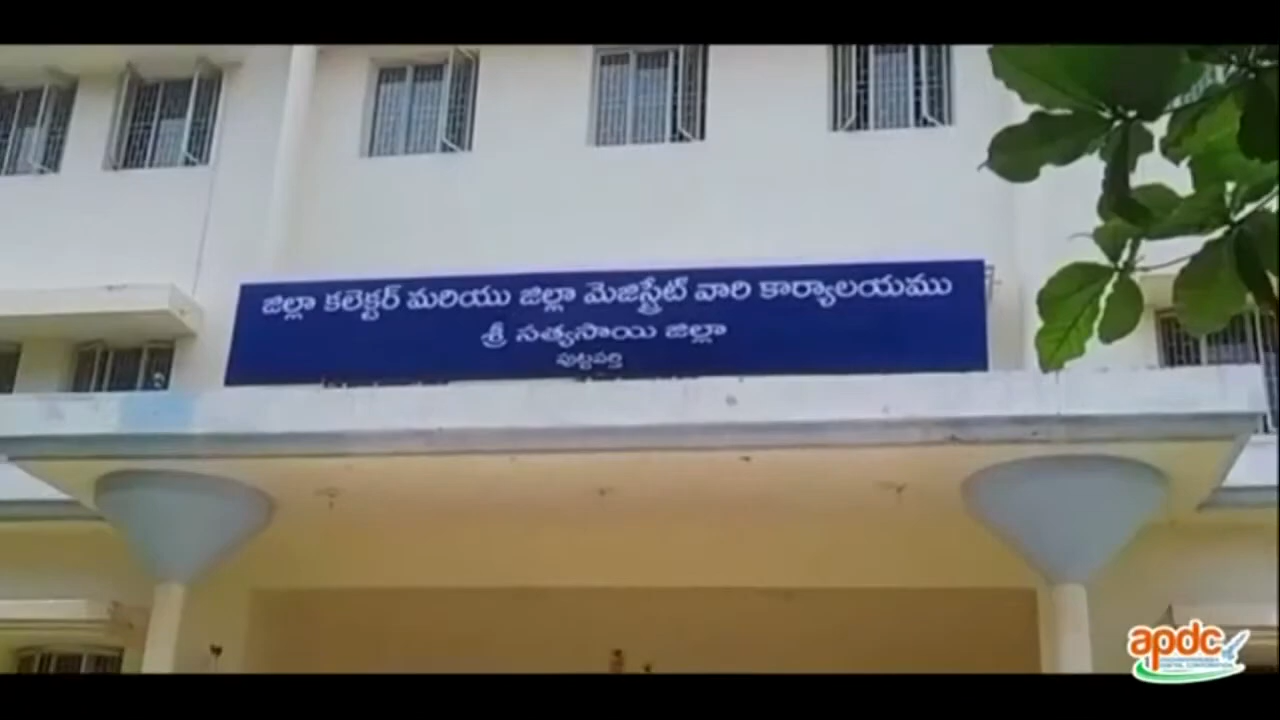 జిల్లా కలెక్టర్ మరియు జిల్లా మెజిస్ట్రేట్ వారి కార్యాలయము
శ్రీ సత్యసాయి జిల్లా
పుట్టపర్తి
apdc